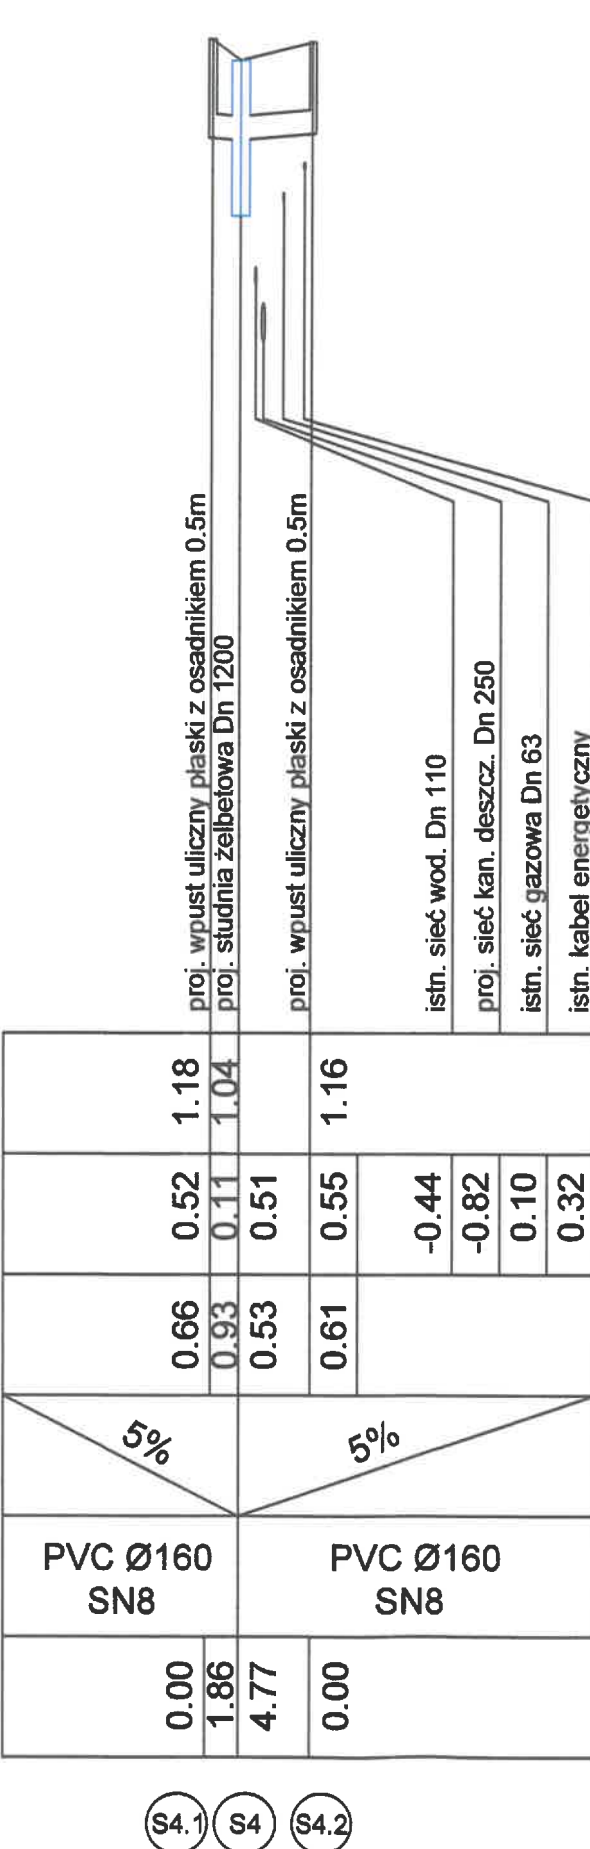 proj. wpust uliczny płaski z osadnikiem 0.5m
proj. studnia żelbetowa Dn 1200
proj. wpust uliczny płaski z osadnikiem 0.5m
istn. sieć wod. Dn 110
proj. sieć kan. deszcz. Dn 250
istn. sieć gazowa Dn 63
istn. kabel energetyczny
1.18
1.04
1.16
0.52
0.11
0.51
0.55
-0.44
-0.82
0.10
0.32
0.66
0.93
0.53
0.61
5%
5%
PVC Ø160
SN8
PVC Ø160
SN8
0.00
1.86
4.77
0.00
S4.1
S4
S4.2